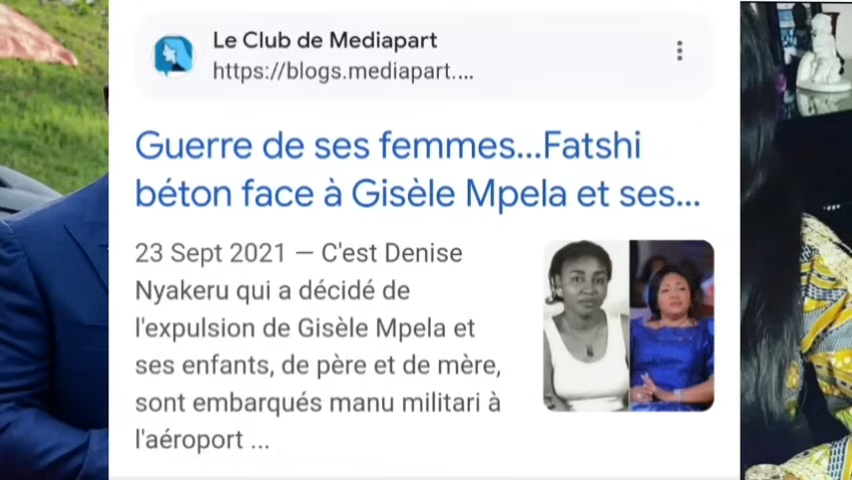 Le Club de Mediapart
https://blogs.mediapart....
Guerre de ses femmes...Fatshi
béton face à Gisèle Mpela et ses...
23 Sept 2021 — C'est Denise
Nyakeru qui a décidé de
l'expulsion de Gisèle Mpela et
ses enfants, de père et de mère,
sont embarqués manu militari à
l'aéroport ...